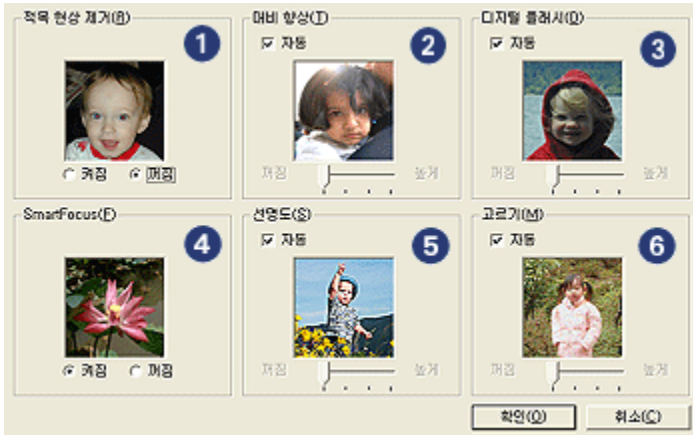 적목 현상 제거(R)
1
켜짐
꺼짐
대비 향상(T)
자동
2
꺼짐
높게
디지털 플래시(D)
자동
3
꺼짐
높게
SmartFocus(F)
4
켜짐
꺼짐
선명도(S)
자동
5
꺼짐
높게
고르기(M)
자동
6
꺼짐
높게
확인(O)
취소(C)